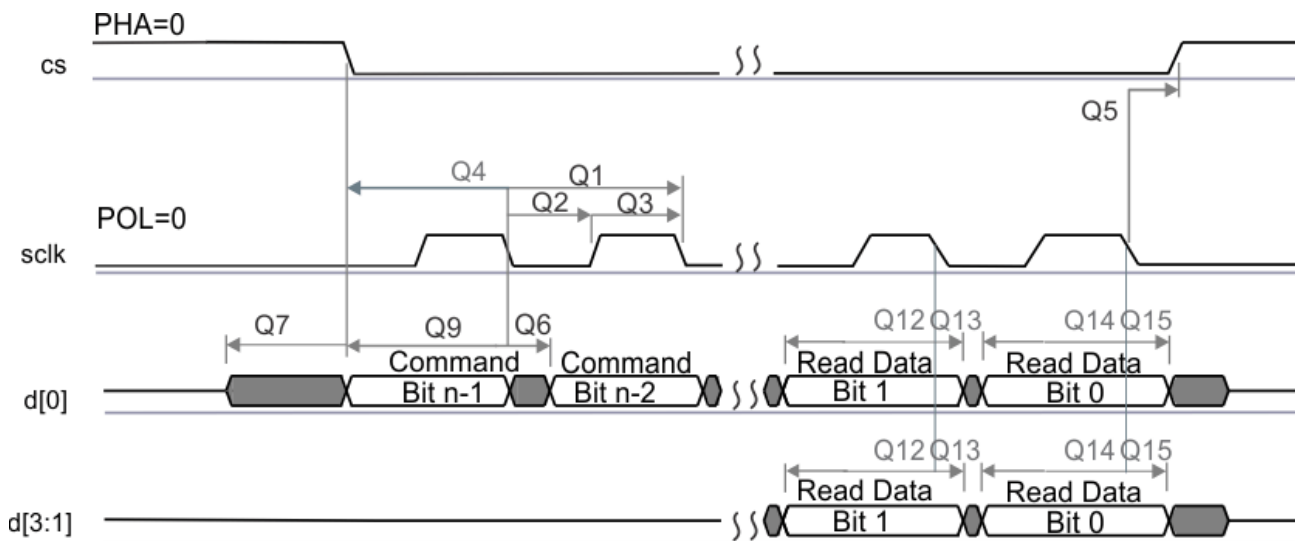 PHA=0
cs
Q5
Q4 Q1
Q2 Q3
POL=0
sclk
Q7 Q9 Q6 Q12 Q13 Q14 Q15
Command Command Read Data Read Data
d[0] Bit n-1 Bit n-2 Bit 1 Bit 0
Q12 Q13 Q14 Q15
Read Data Read Data
d[3:1] Bit 1 Bit 0